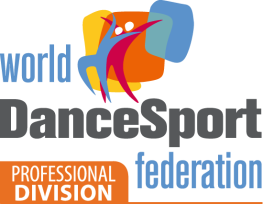 world
DanceSport
PROFESSIONAL
DIVISION
federation